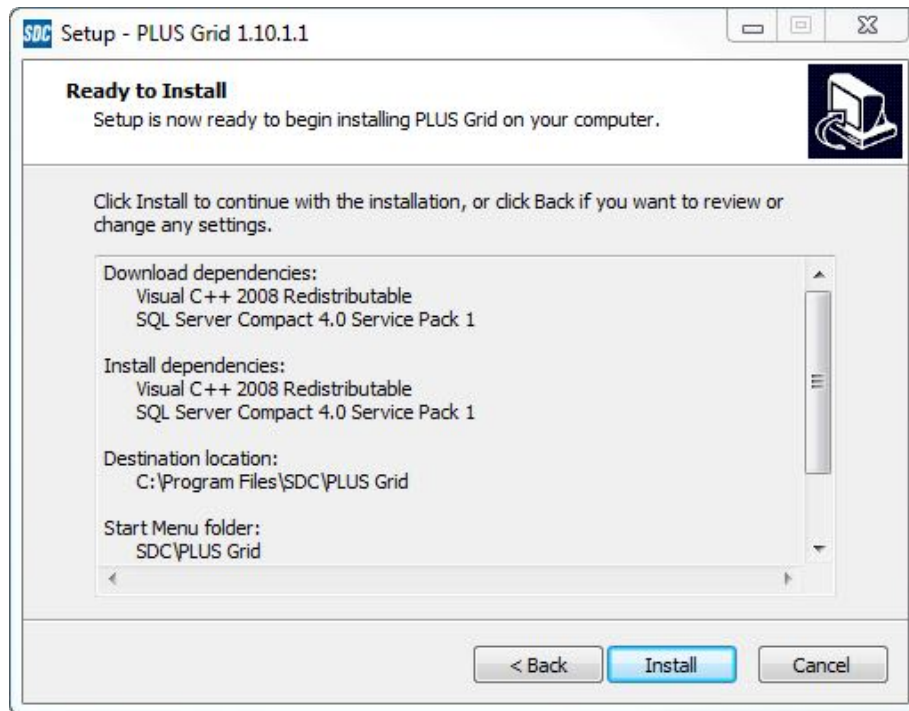 SDC Setup - PLUS Grid 1.10.1.1
Ready to Install
Setup is now ready to begin installing PLUS Grid on your computer.
Click Install to continue with the installation, or click Back if you want to review or
change any settings.
Download dependencies:
Visual C++ 2008 Redistributable
SQL Server Compact 4.0 Service Pack 1
Install dependencies:
Visual C++ 2008 Redistributable
SQL Server Compact 4.0 Service Pack 1
Destination location:
C:\Program Files\SDC\PLUS Grid
Start Menu folder:
SDC\PLUS Grid
< Back Install Cancel